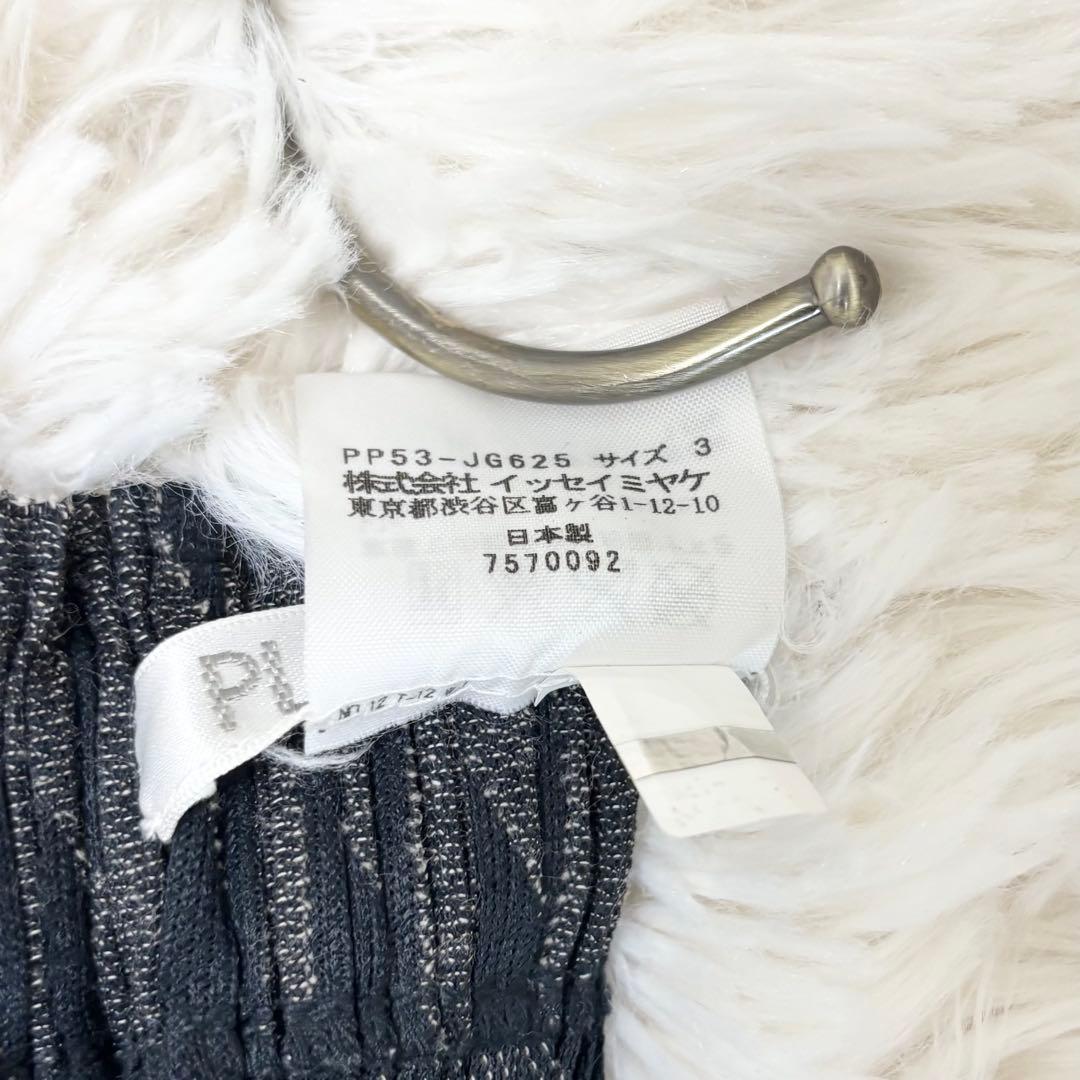 PP53-JG625 サイズ 3
株式会社 イッセイミヤケ
東京都渋谷区富ヶ谷1-12-10
日本製
7570092
PL